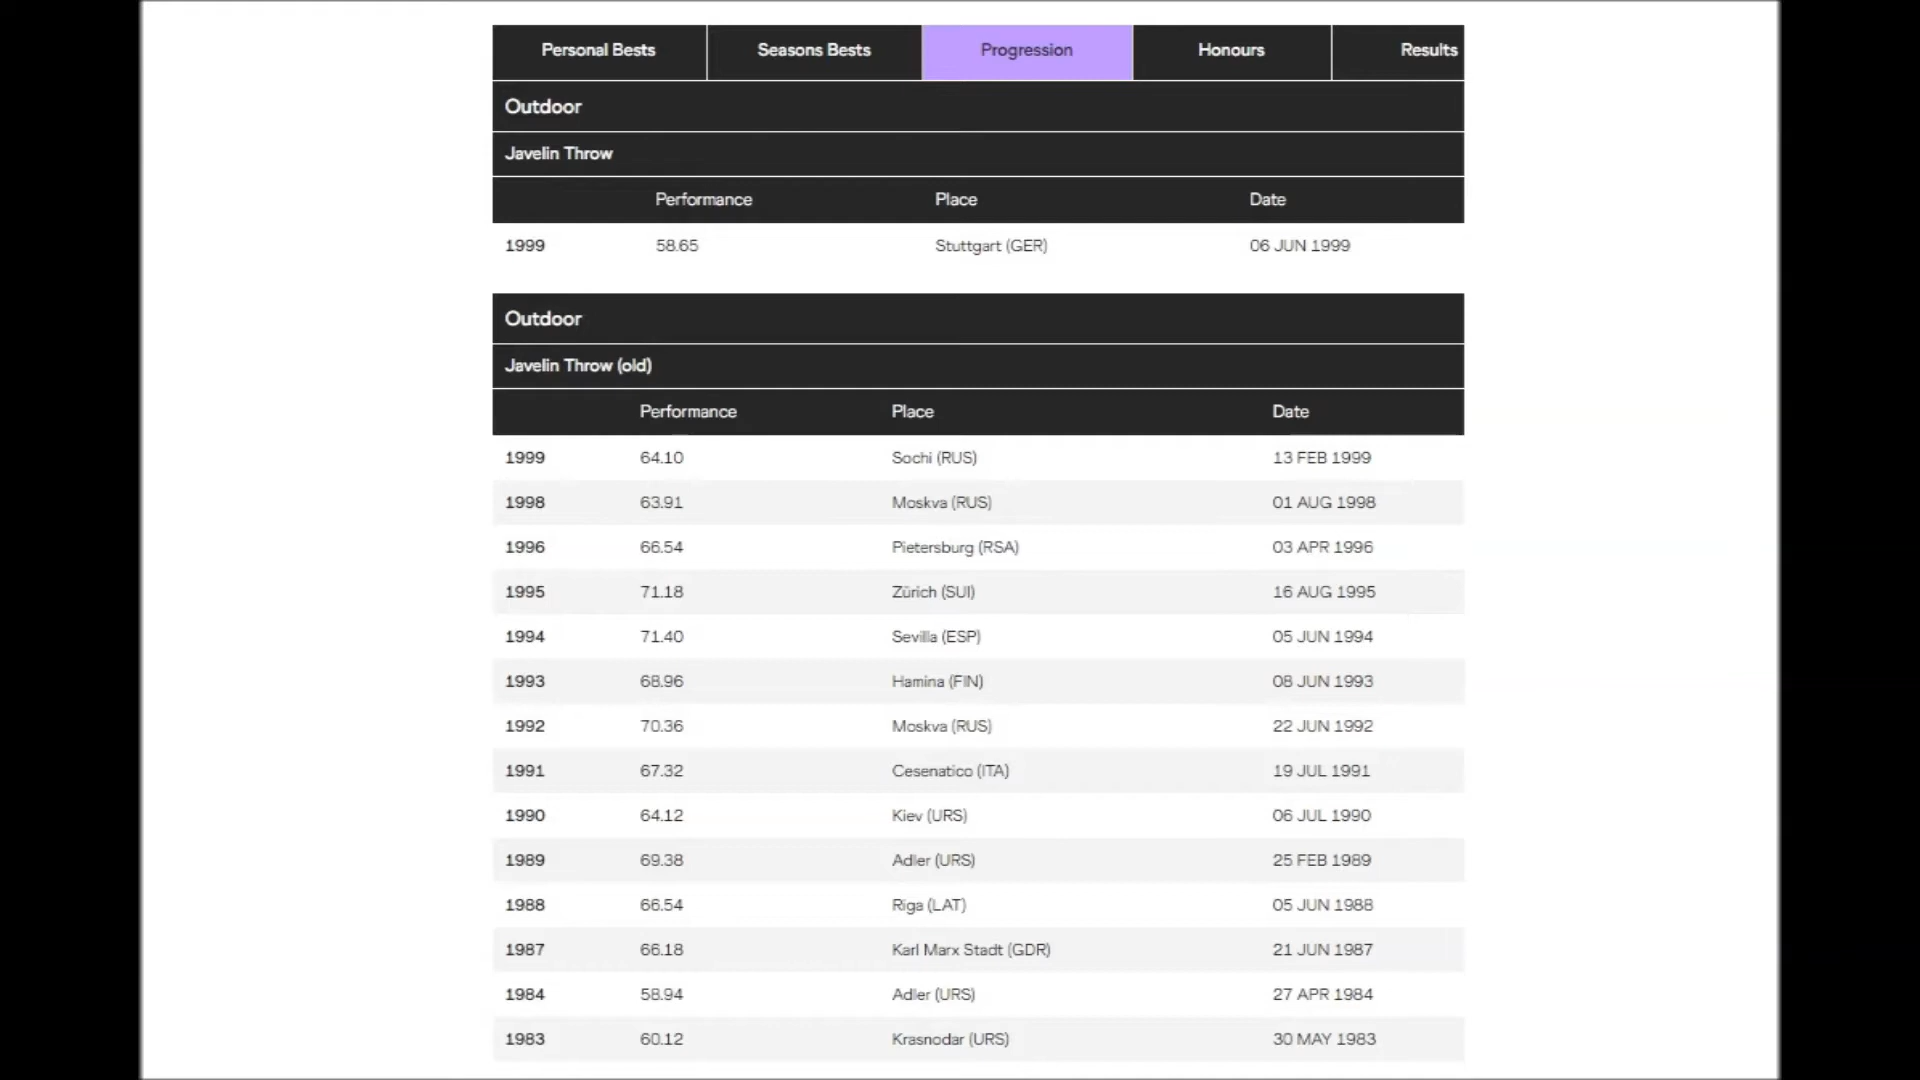 Personal Bests Seasons Bests Progression Honours Results
Outdoor
Javelin Throw
Performance Place Date
1999 58.65 Stuttgart (GER) 06 JUN 1999
Outdoor
Javelin Throw (old)
Performance Place Date
1999 64.10 Sochi (RUS) 13 FEB 1999
1998 63.91 Moskva (RUS) 01 AUG 1998
1996 66.54 Pietersburg (RSA) 03 APR 1996
1995 71.18 Zürich (SUI) 16 AUG 1995
1994 71.40 Sevilla (ESP) 05 JUN 1994
1993 68.96 Hamina (FIN) 08 JUN 1993
1992 70.36 Moskva (RUS) 22 JUN 1992
1991 67.32 Cesenatico (ITA) 19 JUL 1991
1990 64.12 Kiev (URS) 06 JUL 1990
1989 69.38 Adler (URS) 25 FEB 1989
1988 66.54 Riga (LAT) 05 JUN 1988
1987 66.18 Karl Marx Stadt (GDR) 21 JUN 1987
1984 58.94 Adler (URS) 27 APR 1984
1983 60.12 Krasnodar (URS) 30 MAY 1983